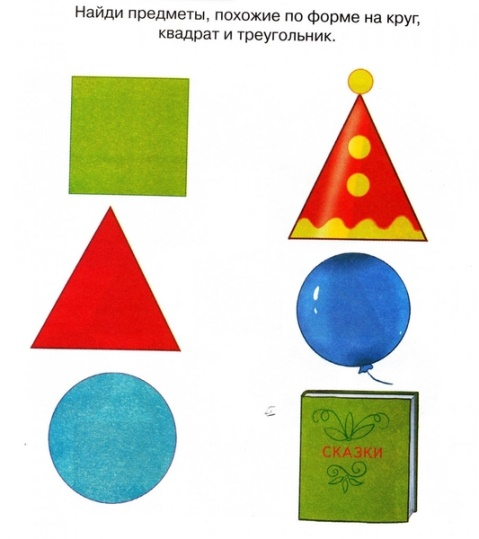 Найди предметы, похожие по форме на круг,
квадрат и треугольник.
СКАЗКИ